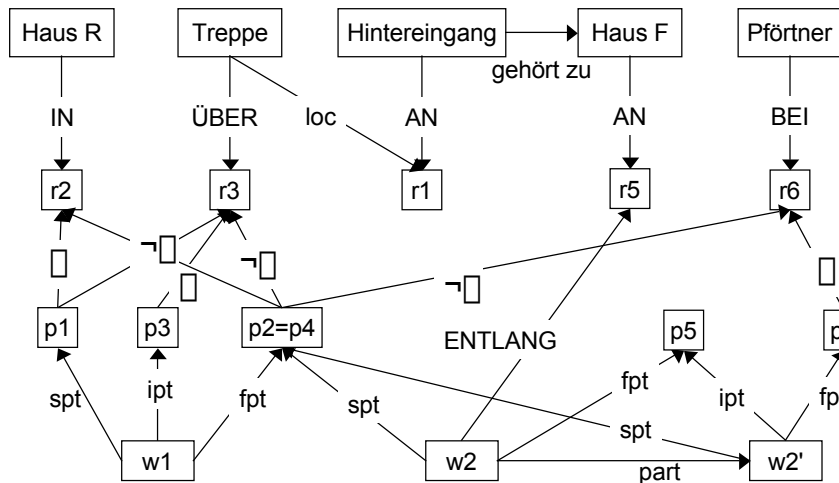 Haus R Treppe Hintereingang Haus F Pförtner
gehört zu
IN ÜBER loc AN AN BEI
r2 r3 r1 r5 r6
¬ ¬
¬
p1 p3 p2=p4 p5 p
ENTLANG
spt ipt fpt spt fpt ipt fp
spt
w1 w2 w2'
part